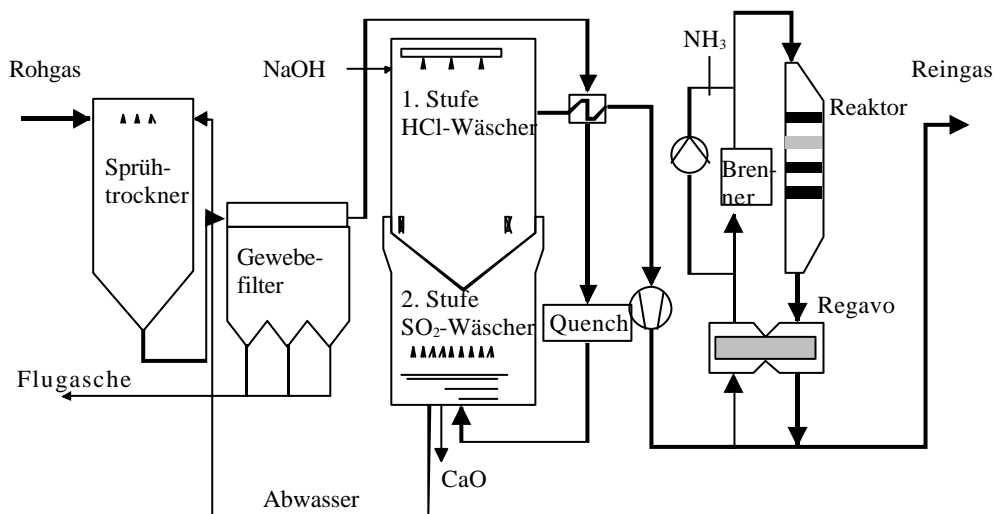 Rohgas
NaOH
NH₃
Reingas
1. Stufe
HCl-Wäscher
Reaktor
Sprüh-
trockner
Bren-
ner
Gewebe-
filter
2. Stufe
SO₂-Wäscher
Quench
Regavo
Flugasche
CaO
Abwasser